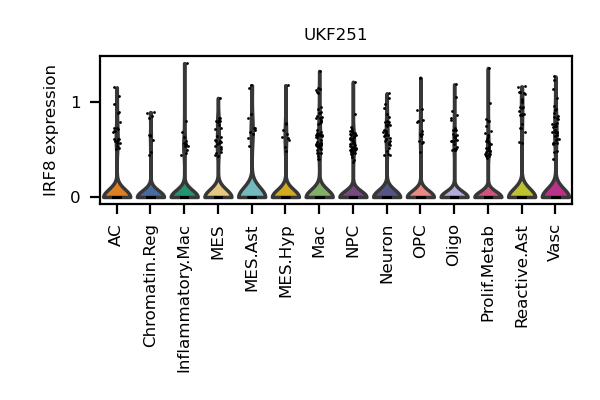 UKF251
IRF8 expression
1
0
AC
Chromatin.Reg
Inflammatory.Mac
MES
MES.Ast
MES.Hyp
Mac
NPC
Neuron
OPC
Oligo
Prolif.Metab
Reactive.Ast
Vasc